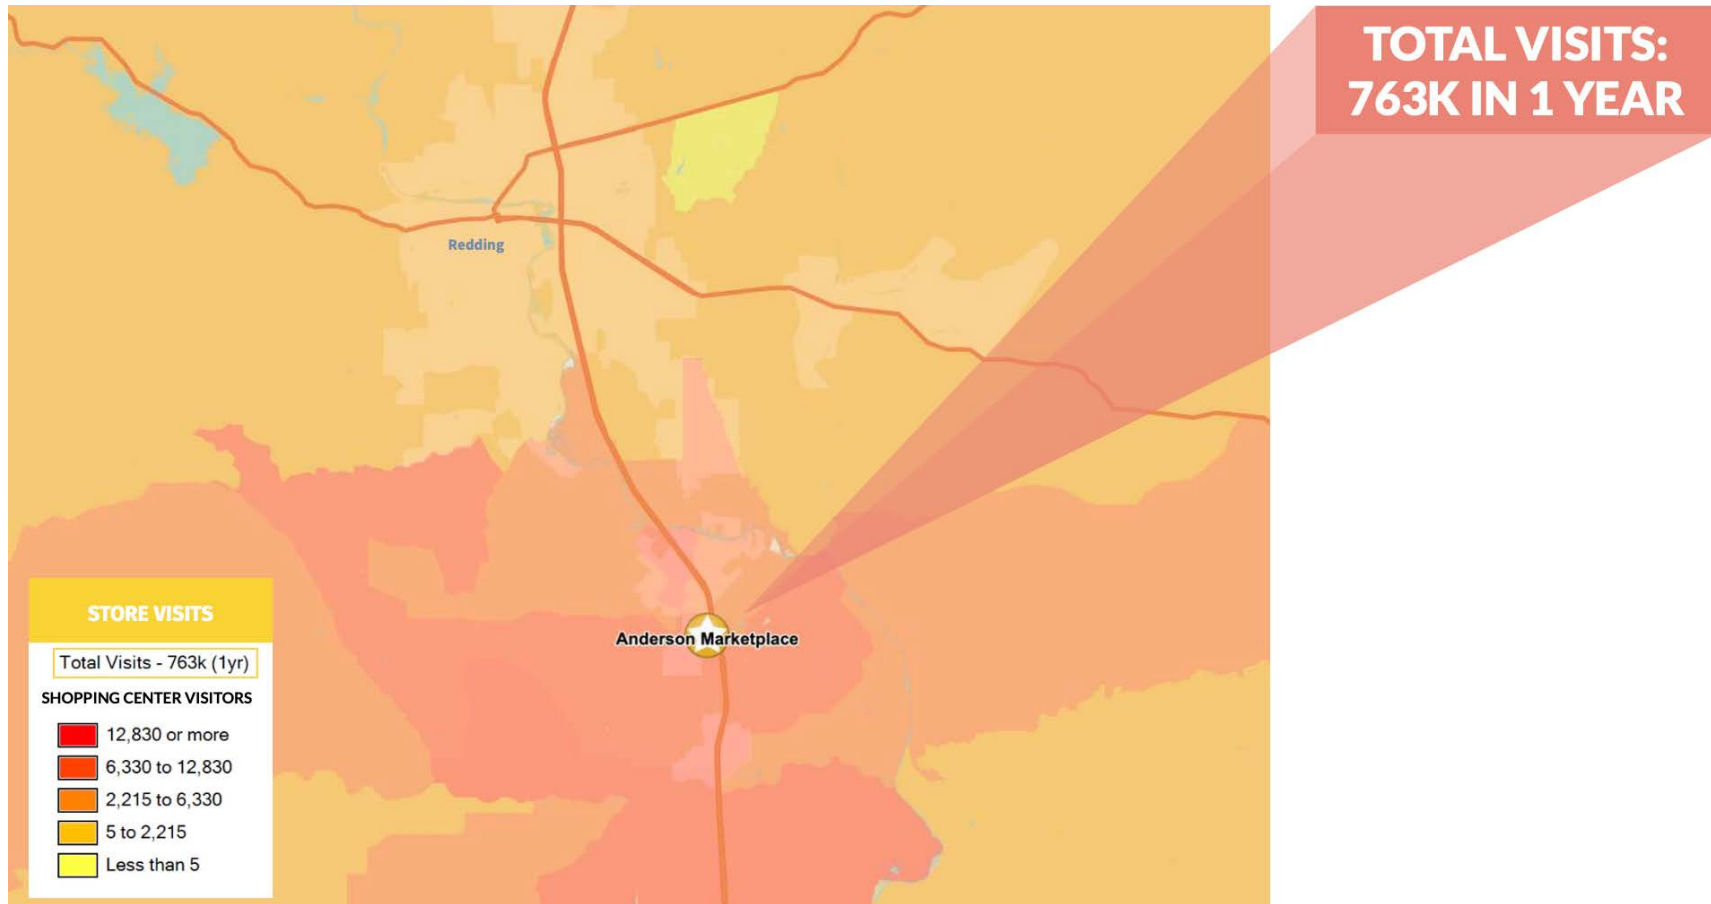 TOTAL VISITS:
763K IN 1 YEAR
Redding
Anderson Marketplace
STORE VISITS
Total Visits - 763k (1yr)
SHOPPING CENTER VISITORS
12,830 or more
6,330 to 12,830
2,215 to 6,330
5 to 2,215
Less than 5